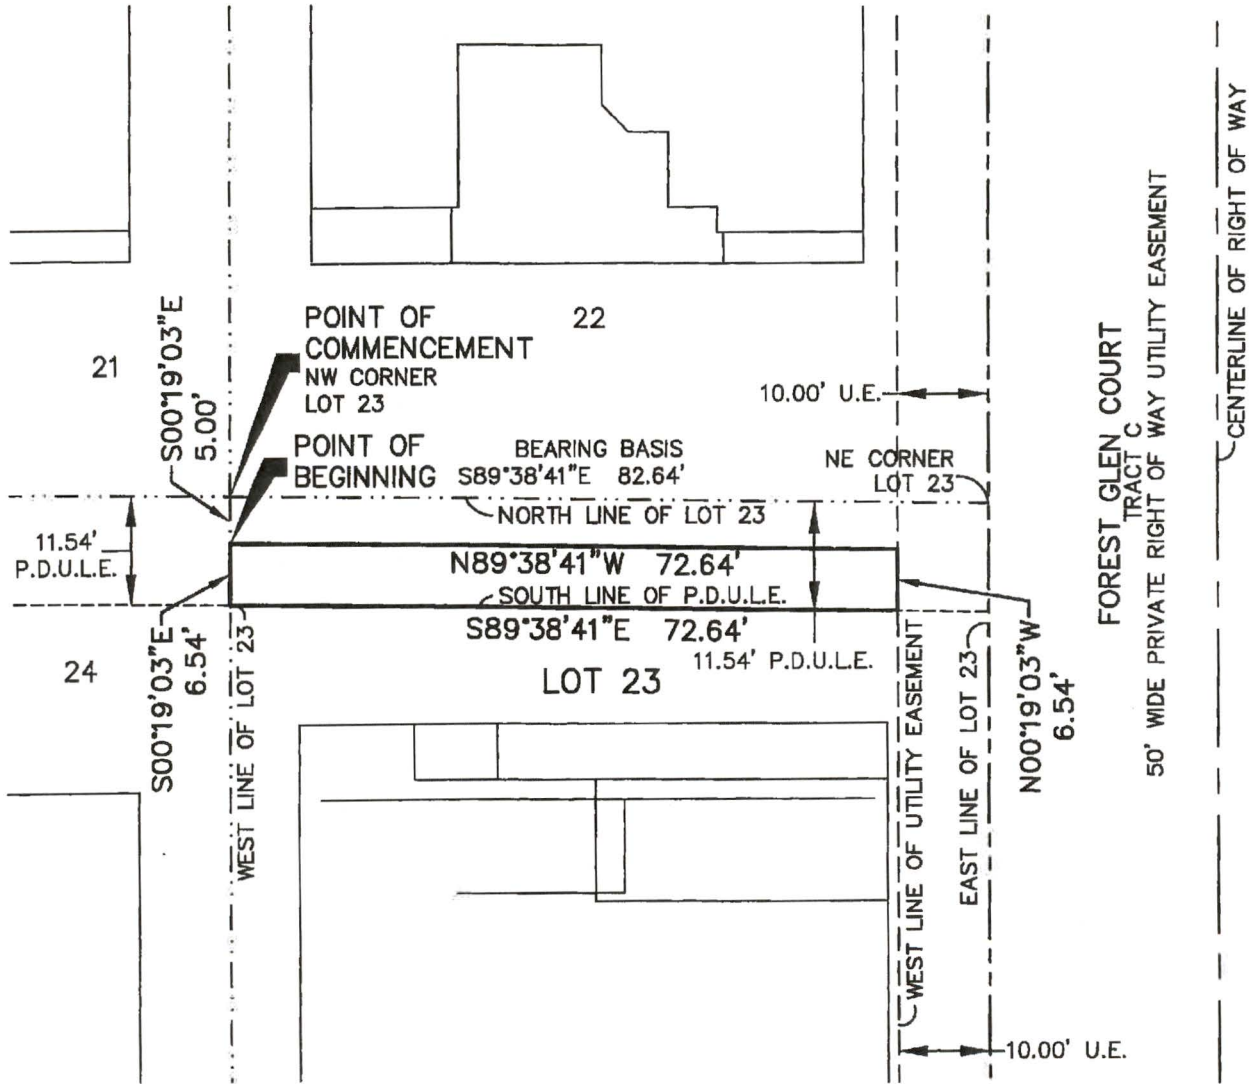 22
21
S00°19'03"E
5.00'
POINT OF
COMMENCEMENT
NW CORNER
LOT 23
10.00' U.E.
POINT OF
BEGINNING
BEARING BASIS
S89°38'41"E 82.64'
NE CORNER
LOT 23
NORTH LINE OF LOT 23
11.54'
P.D.U.L.E.
N89°38'41"W 72.64'
SOUTH LINE OF P.D.U.L.E.
S89°38'41"E 72.64'
11.54' P.D.U.L.E.
24
S00°19'03"E
6.54'
WEST LINE OF LOT 23
LOT 23
WEST LINE OF UTILITY EASEMENT
EAST LINE OF LOT 23
N00°19'03"W
6.54'
FOREST GLEN COURT
TRACT C
50' WIDE PRIVATE RIGHT OF WAY UTILITY EASEMENT
CENTERLINE OF RIGHT OF WAY
10.00' U.E.